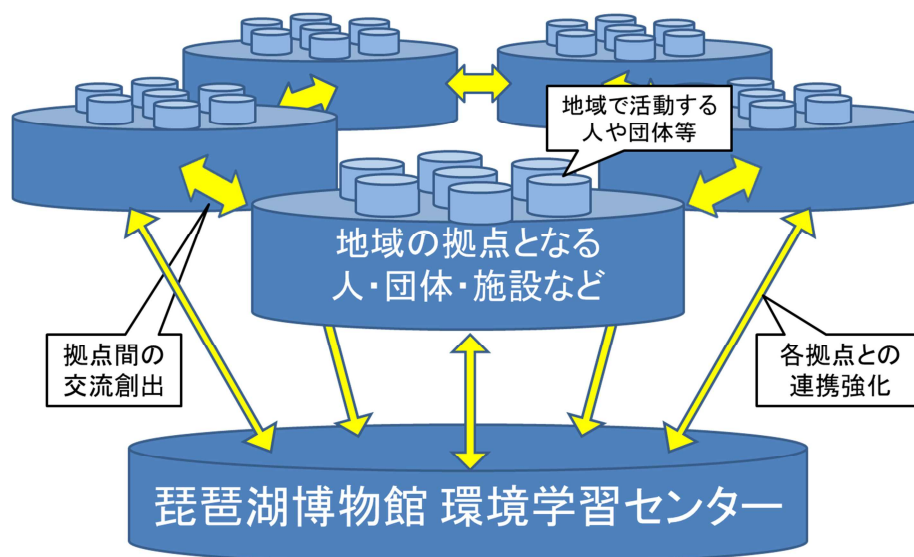 地域で活動する
人や団体等
地域の拠点となる
人・団体・施設など
拠点間の
交流創出
各拠点との
連携強化
琵琶湖博物館 環境学習センター